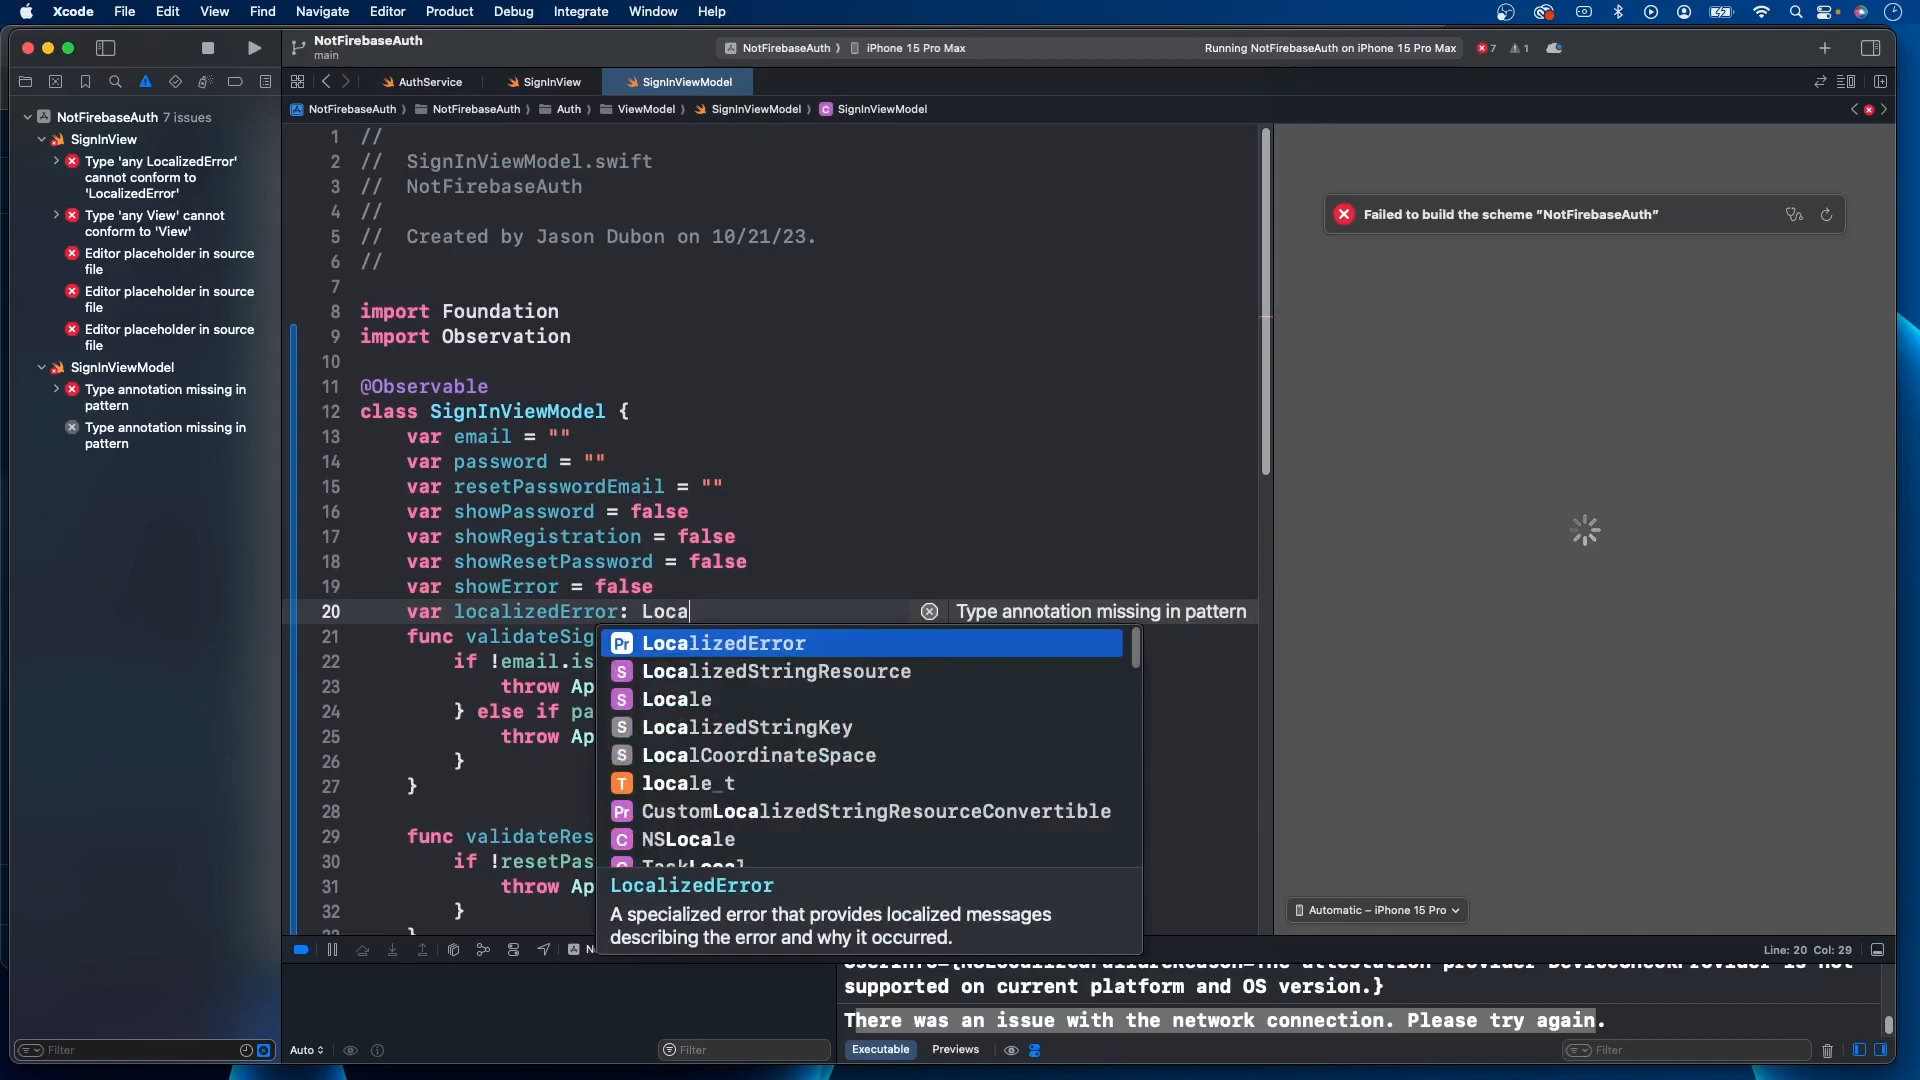 Xcode File Edit View Find Navigate Editor Product Debug Integrate Window Help
NotFirebaseAuth
main
NotFirebaseAuth iPhone 15 Pro Max
Running NotFirebaseAuth on iPhone 15 Pro Max
7
1
AuthService
SignInView
SignInViewModel
NotFirebaseAuth
NotFirebaseAuth
Auth
ViewModel
SignInViewModel
SignInViewModel
NotFirebaseAuth 7 issues
SignInView
Type 'any LocalizedError'
cannot conform to
'LocalizedError'
Type 'any View' cannot
conform to 'View'
Editor placeholder in source
file
Editor placeholder in source
file
Editor placeholder in source
file
SignInViewModel
Type annotation missing in
pattern
Type annotation missing in
pattern
1 //
2 // SignInViewModel.swift
3 // NotFirebaseAuth
4 //
5 // Created by Jason Dubon on 10/21/23.
6 //
7
8 import Foundation
9 import Observation
10
11 @Observable
12 class SignInViewModel {
13 var email = ""
14 var password = ""
15 var resetPasswordEmail = ""
16 var showPassword = false
17 var showRegistration = false
18 var showResetPassword = false
19 var showError = false
20 var localizedError: Loca
Type annotation missing in pattern
21 func validateSig
22 if !email.is
23 throw Ap
24 } else if pa
25 throw Ap
26 }
27 }
28
29 func validateRes
30 if !resetPas
31 throw Ap
32 }
Pr LocalizedError
S LocalizedStringResource
S Locale
S LocalizedStringKey
S LocalCoordinateSpace
T locale_t
Pr CustomLocalizedStringResourceConvertible
C NSLocale
TaskLocal
LocalizedError
A specialized error that provides localized messages
describing the error and why it occurred.
Failed to build the scheme "NotFirebaseAuth"
Automatic – iPhone 15 Pro
Line: 20 Col: 29
supported on current platform and OS version.}
There was an issue with the network connection. Please try again.
Filter
Auto
Filter
Executable
Previews
Filter